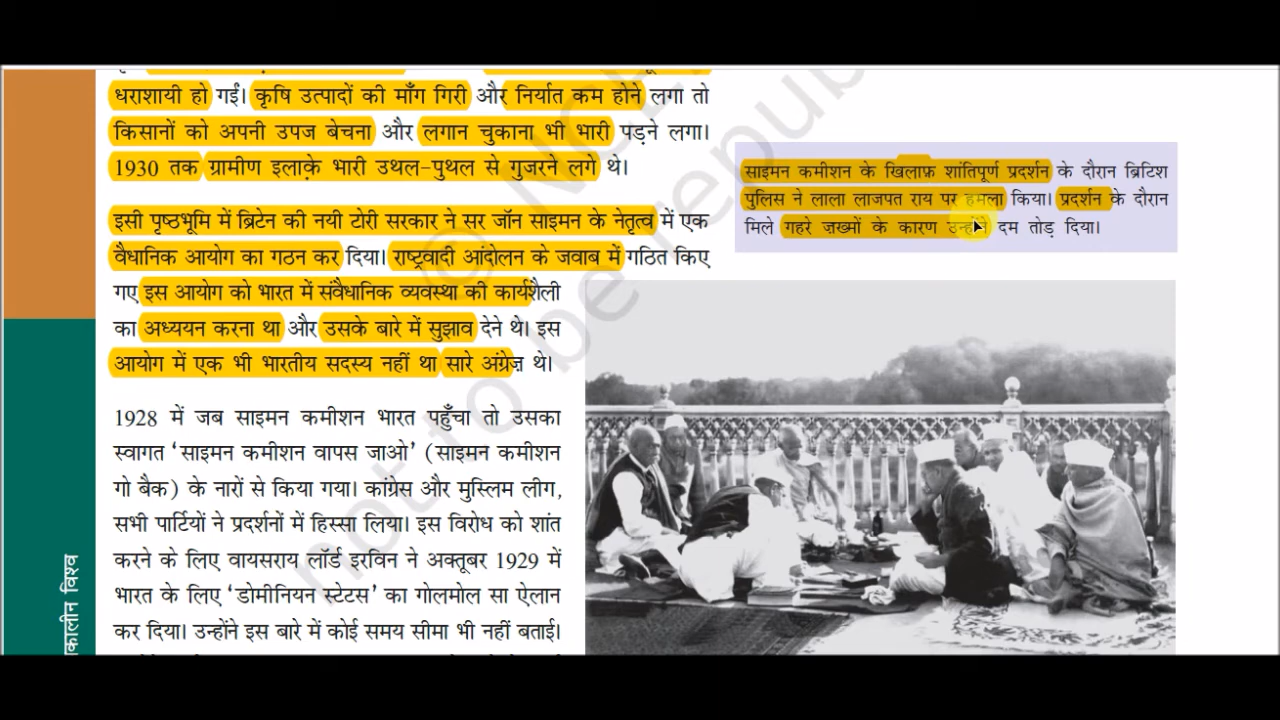 धराशायी हो गईं। कृषि उत्पादों की माँग गिरी और निर्यात कम होने लगा तो
किसानों को अपनी उपज बेचना और लगान चुकाना भी भारी पड़ने लगा।
1930 तक ग्रामीण इलाक़े भारी उथल-पुथल से गुजरने लगे थे।
इसी पृष्ठभूमि में ब्रिटेन की नयी टोरी सरकार ने सर जॉन साइमन के नेतृत्व में एक
वैधानिक आयोग का गठन कर दिया। राष्ट्रवादी आंदोलन के जवाब में गठित किए
गए इस आयोग को भारत में संवैधानिक व्यवस्था की कार्यशैली
का अध्ययन करना था और उसके बारे में सुझाव देने थे। इस
आयोग में एक भी भारतीय सदस्य नहीं था सारे अंग्रेज़ थे।
1928 में जब साइमन कमीशन भारत पहुँचा तो उसका
स्वागत ‘साइमन कमीशन वापस जाओ’ (साइमन कमीशन
गो बैक) के नारों से किया गया। कांग्रेस और मुस्लिम लीग,
सभी पार्टियों ने प्रदर्शनों में हिस्सा लिया। इस विरोध को शांत
करने के लिए वायसराय लॉर्ड इरविन ने अक्तूबर 1929 में
भारत के लिए ‘डोमीनियन स्टेटस’ का गोलमोल सा ऐलान
कर दिया। उन्होंने इस बारे में कोई समय सीमा भी नहीं बताई।
साइमन कमीशन के खिलाफ़ शांतिपूर्ण प्रदर्शन के दौरान ब्रिटिश
पुलिस ने लाला लाजपत राय पर हमला किया। प्रदर्शन के दौरान
मिले गहरे ज़ख्मों के कारण उन्होंने दम तोड़ दिया।
not to be republ